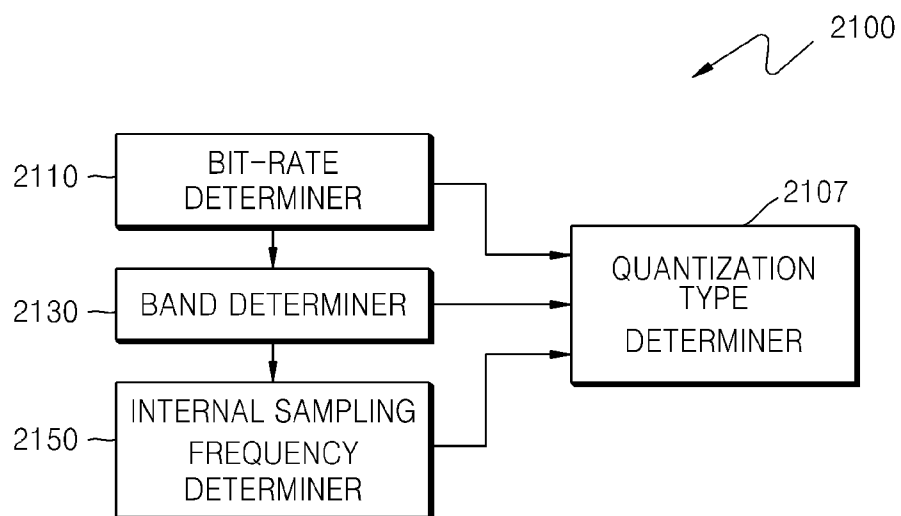 2100
2110
BIT-RATE
DETERMINER
2107
2130
BAND DETERMINER
QUANTIZATION
TYPE
DETERMINER
2150
INTERNAL SAMPLING
FREQUENCY
DETERMINER